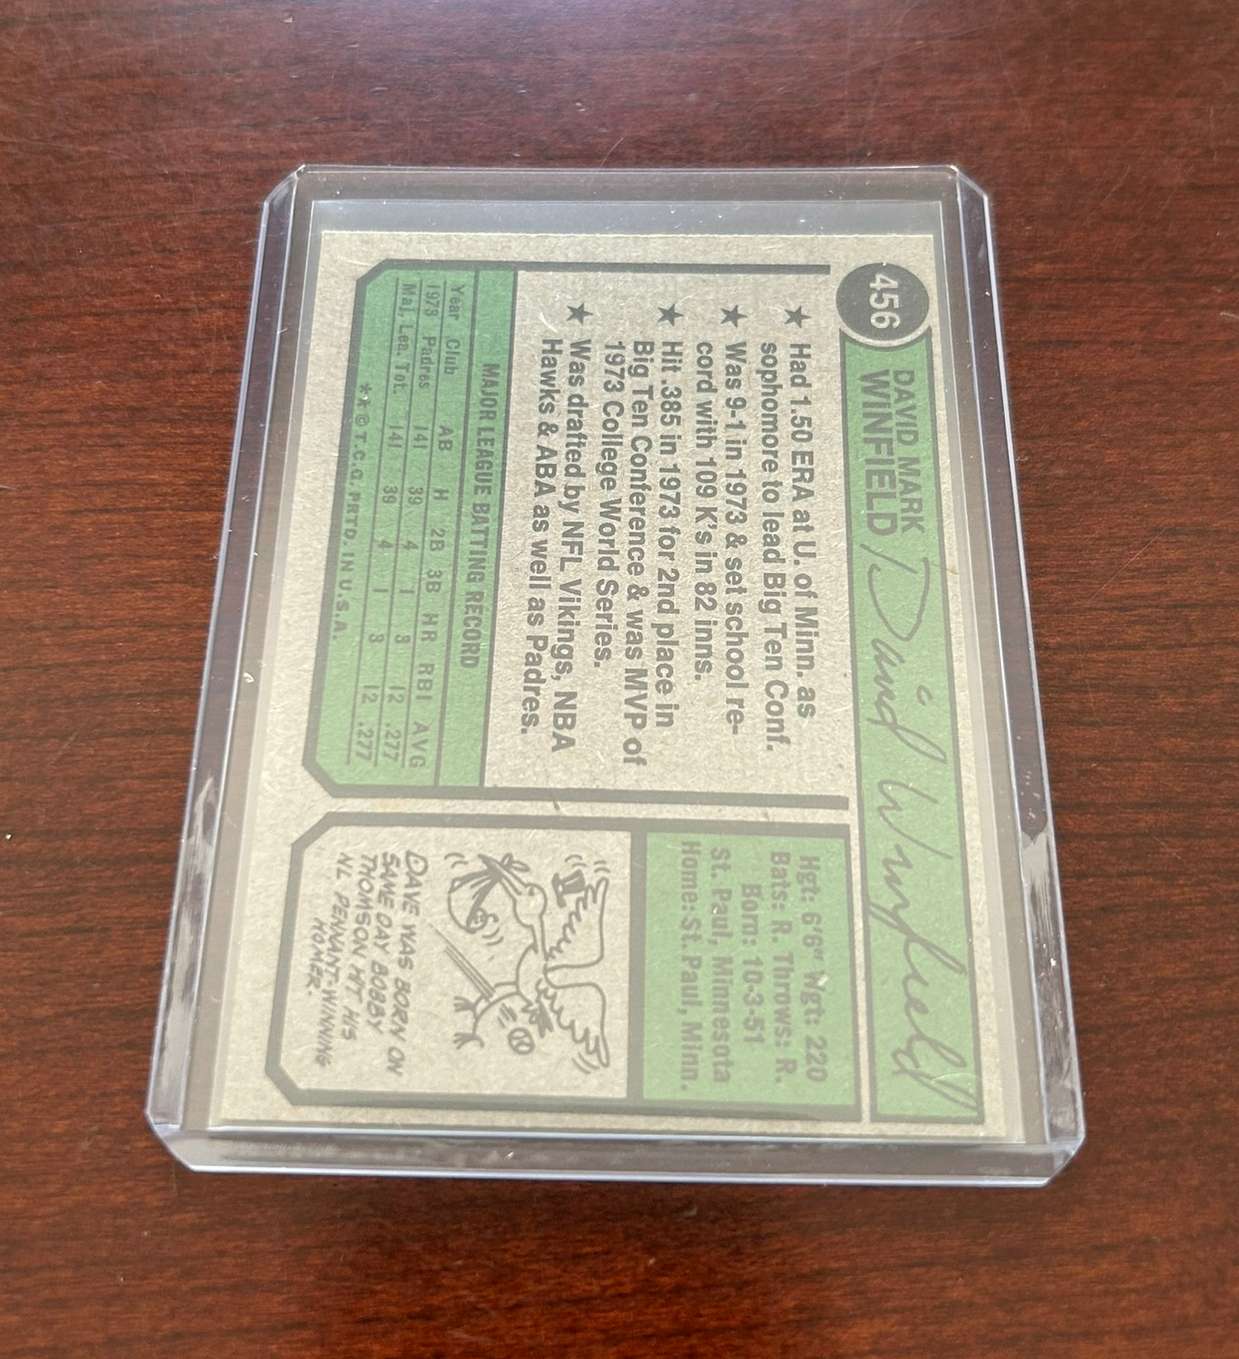 456
DAVID MARK
WINFIELD
David Winfield
★ Had 1.50 ERA at U. of Minn. as
sophomore to lead Big Ten Conf.
★ Was 9-1 in 1973 & set school re-
cord with 109 K's in 82 inns.
★ Hit .385 in 1973 for 2nd place in
Big Ten Conference & was MVP of
1973 College World Series.
★ Was drafted by NFL Vikings, NBA
Hawks & ABA as well as Padres.
MAJOR LEAGUE BATTING RECORD
Year Club AB H 2B 3B HR RBI AVG
1973 Padres 141 39 4 1 3 12 .277
Maj. Lea. Tot. 141 39 4 1 3 12 .277
**©T.C.G. PRTD. IN U.S.A.
Hgt: 6'6" Wgt: 220
Bats: R. Throws: R.
Born: 10-3-51
St. Paul, Minnesota
Home: St. Paul, Minn.
DAVE WAS BORN ON
SAME DAY BOBBY
THOMSON HIT HIS
NL PENNANT-WINNING
HOMER.